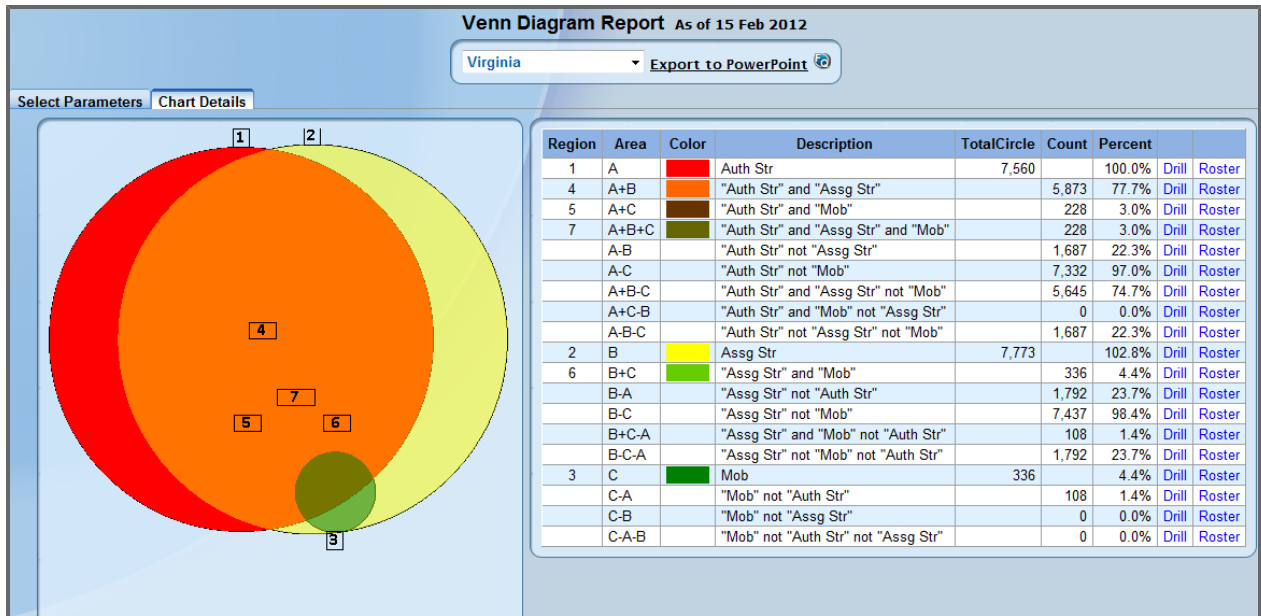 Venn Diagram Report As of 15 Feb 2012
Virginia Export to PowerPoint
Select Parameters Chart Details
1 2
4
7
5 6
3
Region Area Color Description TotalCircle Count Percent
1 A Auth Str 7,560 100.0% Drill Roster
4 A+B "Auth Str" and "Assg Str" 5,873 77.7% Drill Roster
5 A+C "Auth Str" and "Mob" 228 3.0% Drill Roster
7 A+B+C "Auth Str" and "Assg Str" and "Mob" 228 3.0% Drill Roster
A-B "Auth Str" not "Assg Str" 1,687 22.3% Drill Roster
A-C "Auth Str" not "Mob" 7,332 97.0% Drill Roster
A+B-C "Auth Str" and "Assg Str" not "Mob" 5,645 74.7% Drill Roster
A+C-B "Auth Str" and "Mob" not "Assg Str" 0 0.0% Drill Roster
A-B-C "Auth Str" not "Assg Str" not "Mob" 1,687 22.3% Drill Roster
2 B Assg Str 7,773 102.8% Drill Roster
6 B+C "Assg Str" and "Mob" 336 4.4% Drill Roster
B-A "Assg Str" not "Auth Str" 1,792 23.7% Drill Roster
B-C "Assg Str" not "Mob" 7,437 98.4% Drill Roster
B+C-A "Assg Str" and "Mob" not "Auth Str" 108 1.4% Drill Roster
B-C-A "Assg Str" not "Mob" not "Auth Str" 1,792 23.7% Drill Roster
3 C Mob 336 4.4% Drill Roster
C-A "Mob" not "Auth Str" 108 1.4% Drill Roster
C-B "Mob" not "Assg Str" 0 0.0% Drill Roster
C-A-B "Mob" not "Auth Str" not "Assg Str" 0 0.0% Drill Roster